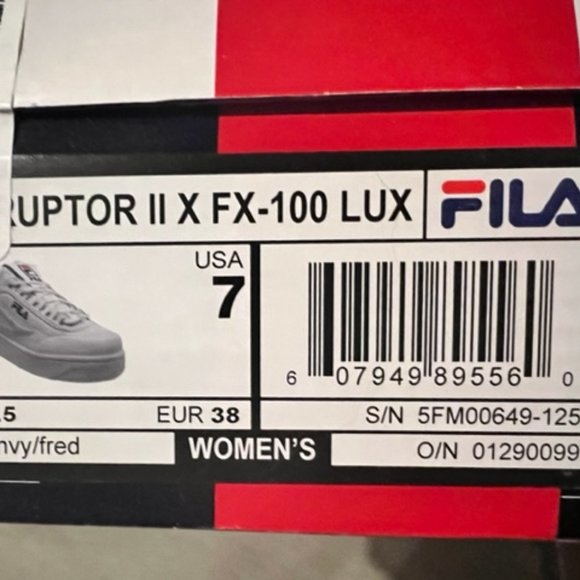 RUPTOR II X FX-100 LUX FILA
USA
7
FILA
6 07949 89556 0
.5 EUR 38 S/N 5FM00649-125
nvy/fred WOMEN'S O/N 01290099